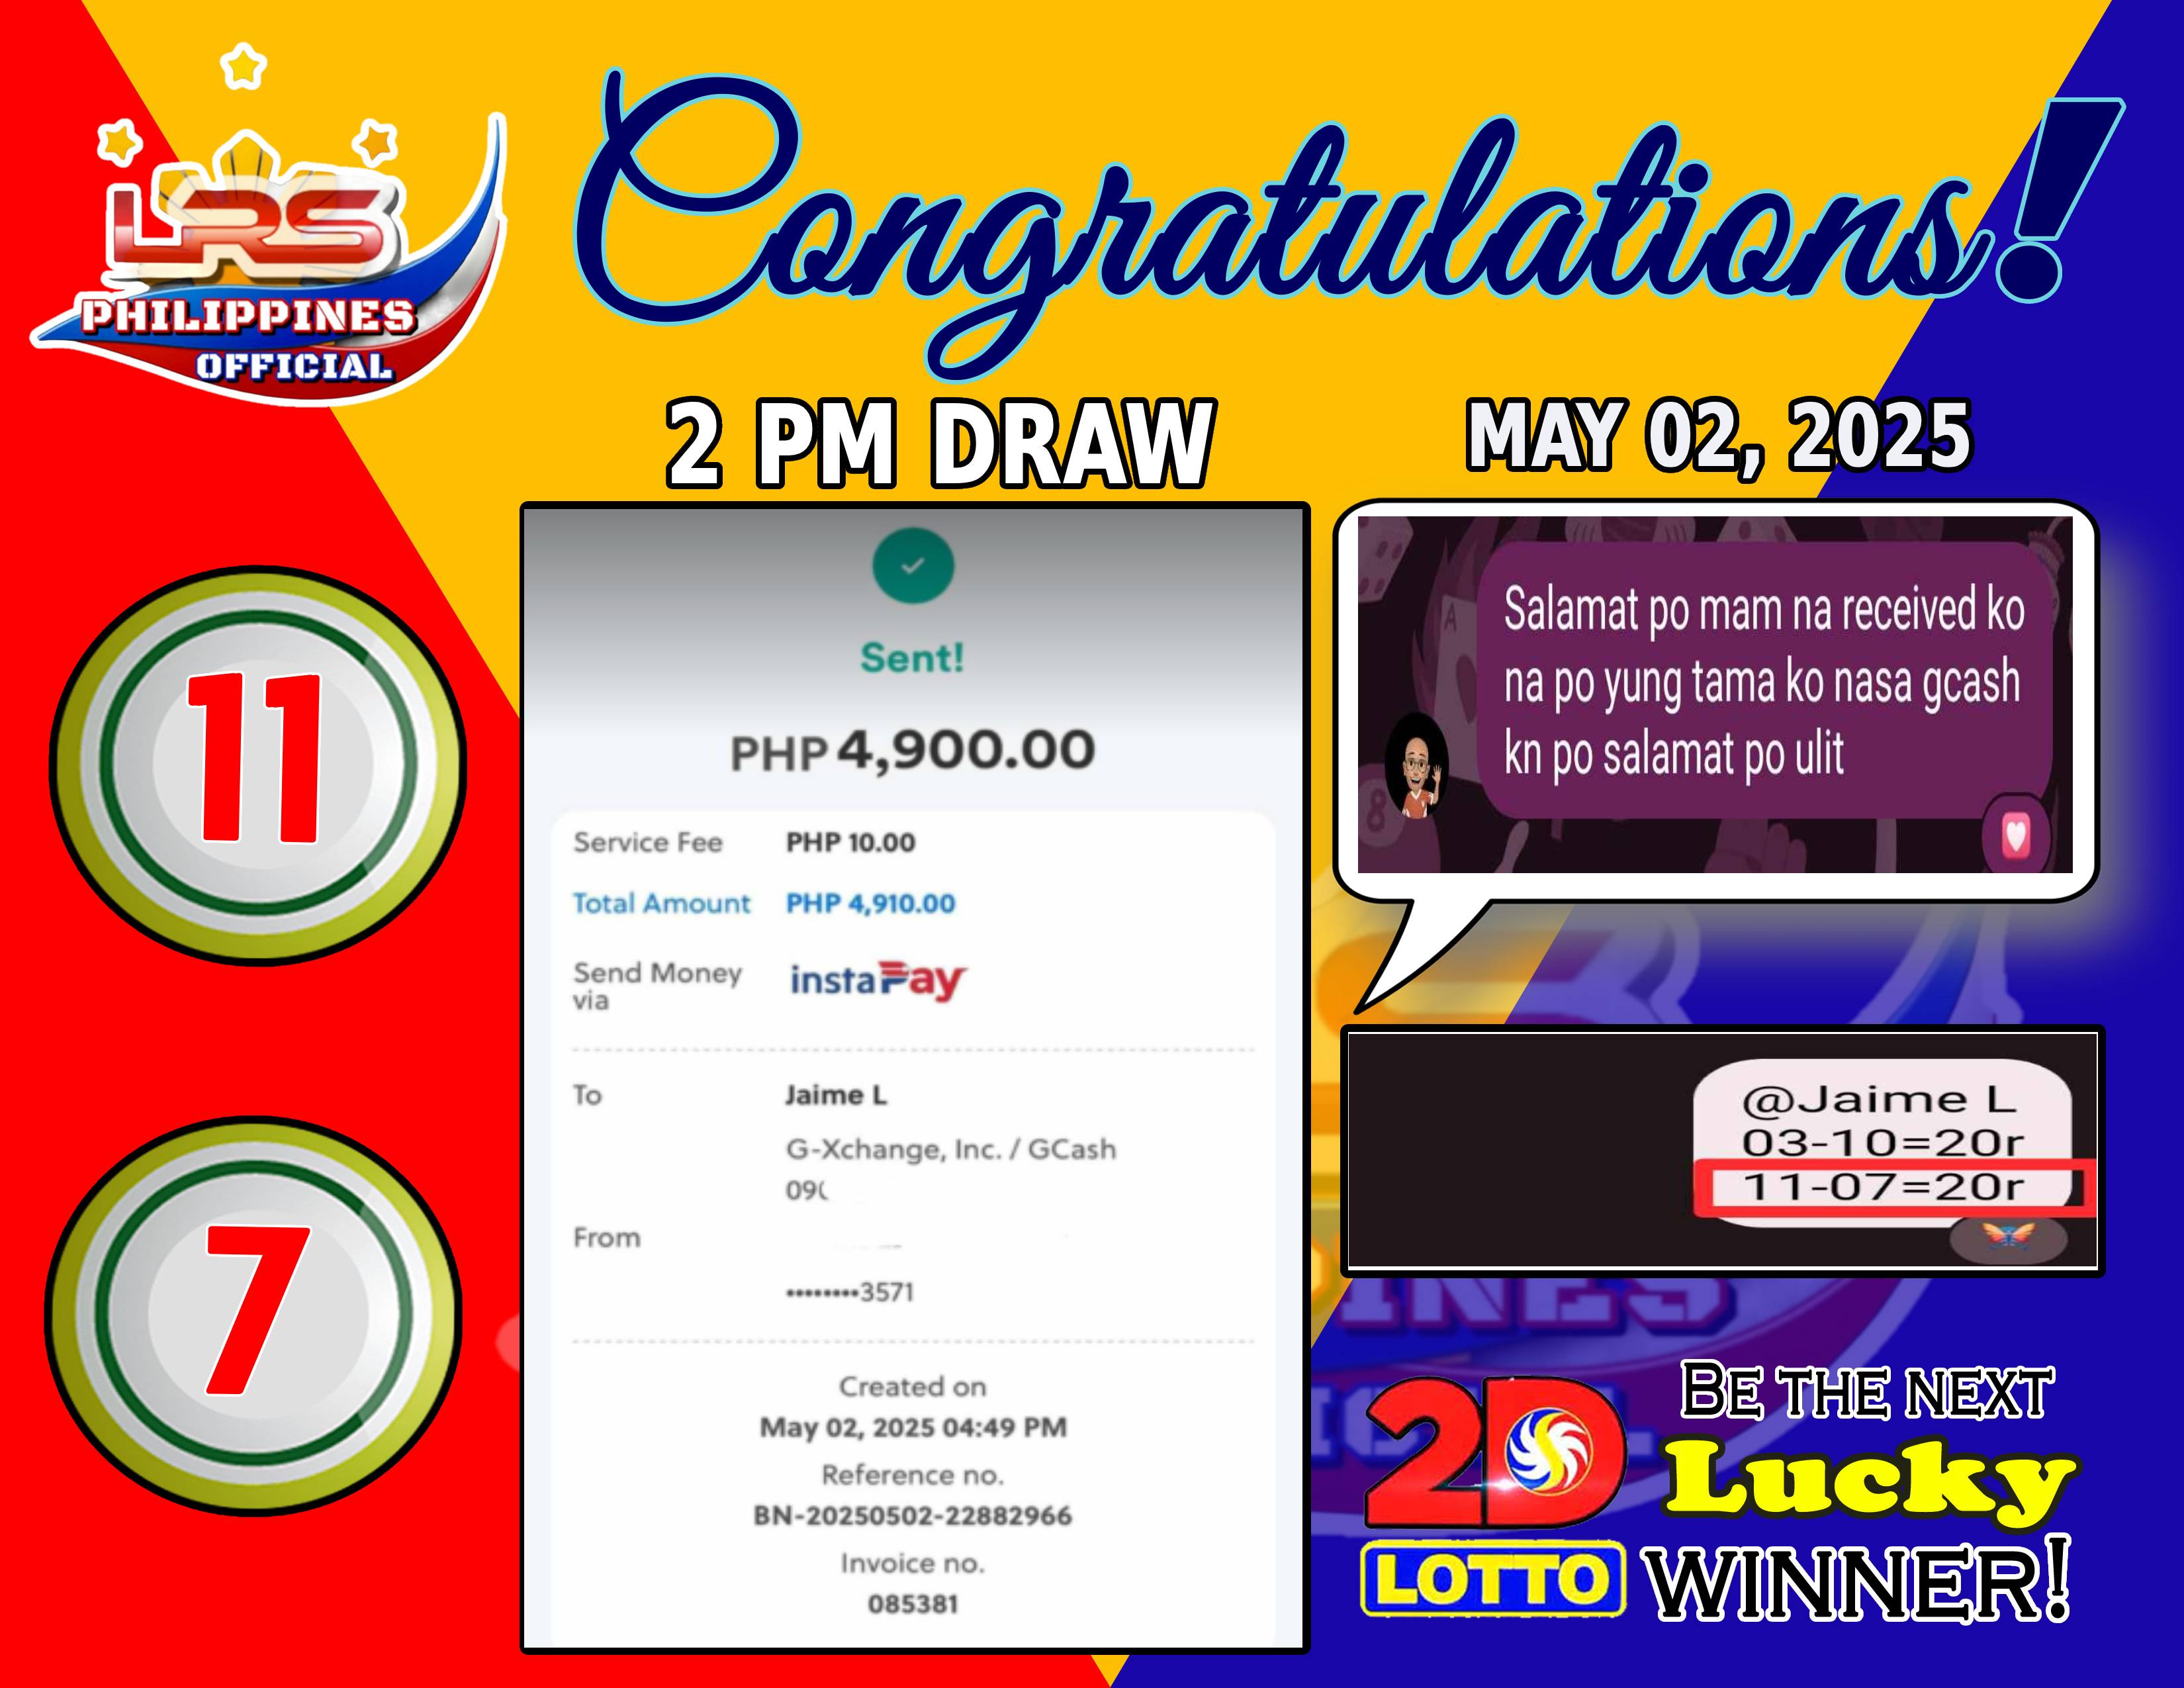 LRS
PHILIPPINES
OFFICIAL
Congratulations!
2 PM DRAW
MAY 02, 2025
11
7
Sent!
PHP 4,900.00
Service Fee PHP 10.00
Total Amount PHP 4,910.00
Send Money via instaPay
To Jaime L
G-Xchange, Inc. / GCash
09(
From
••••••••3571
Created on
May 02, 2025 04:49 PM
Reference no.
BN-20250502-22882966
Invoice no.
085381
Salamat po mam na received ko
na po yung tama ko nasa gcash
kn po salamat po ulit
@Jaime L
03-10=20r
11-07=20r
2D
LOTTO
BE THE NEXT
Lucky
WINNER!